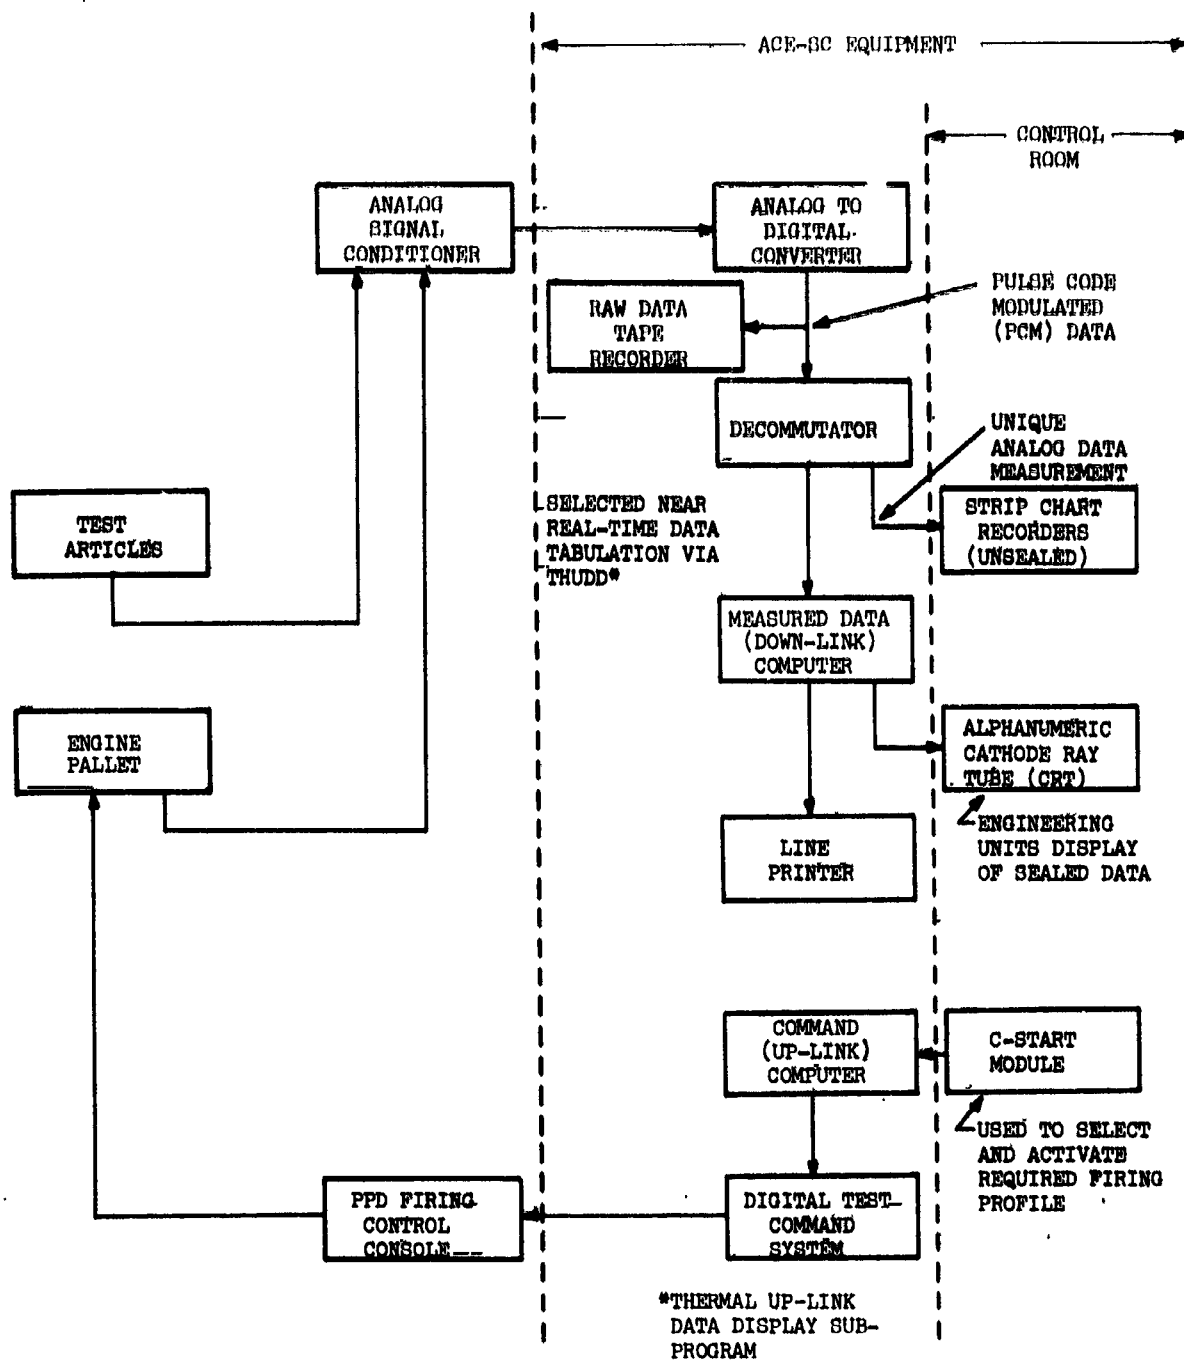 ACE-SC EQUIPMENT
CONTROL
ROOM
ANALOG
SIGNAL
CONDITIONER
ANALOG TO
DIGITAL
CONVERTER
RAW DATA
TAPE
RECORDER
PULSE CODE
MODULATED
(PCM) DATA
DECOMMUTATOR
UNIQUE
ANALOG DATA
MEASUREMENT
TEST
ARTICLES
SELECTED NEAR
REAL-TIME DATA
TABULATION VIA
THUDD*
STRIP CHART
RECORDERS
(UNSEALED)
MEASURED DATA
(DOWN-LINK)
COMPUTER
ENGINE
PALLET
ALPHANUMERIC
CATHODE RAY
TUBE (CRT)
LINE
PRINTER
ENGINEERING
UNITS DISPLAY
OF SEALED DATA
COMMAND
(UP-LINK)
COMPUTER
C-START
MODULE
USED TO SELECT
AND ACTIVATE
REQUIRED FIRING
PROFILE
PPD FIRING
CONTROL
CONSOLE
DIGITAL TEST
COMMAND
SYSTEM
*THERMAL UP-LINK
DATA DISPLAY SUB-
PROGRAM